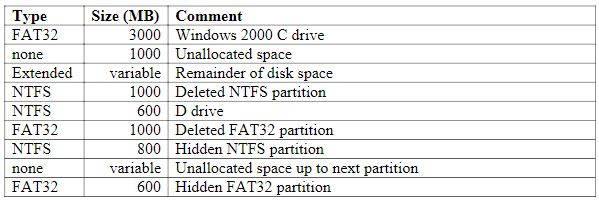 Type Size (MB) Comment
FAT32 3000 Windows 2000 C drive
none 1000 Unallocated space
Extended variable Remainder of disk space
NTFS 1000 Deleted NTFS partition
NTFS 600 D drive
FAT32 1000 Deleted FAT32 partition
NTFS 800 Hidden NTFS partition
none variable Unallocated space up to next partition
FAT32 600 Hidden FAT32 partition